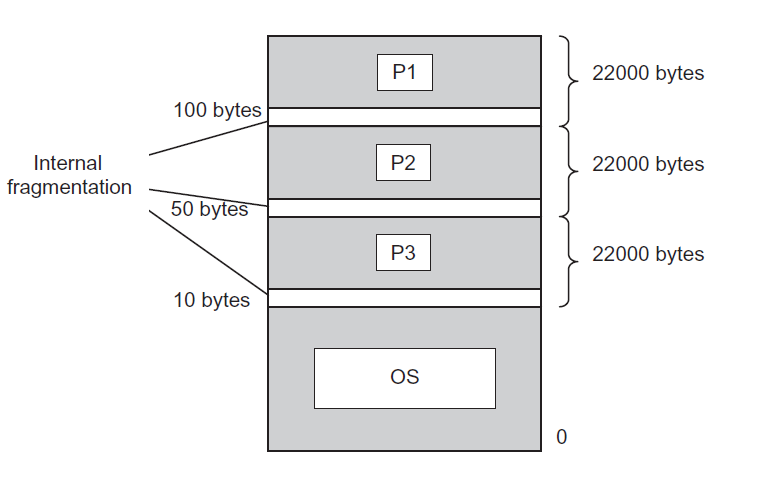 P1
22000 bytes
100 bytes
Internal
fragmentation
P2
22000 bytes
50 bytes
P3
22000 bytes
10 bytes
OS
0